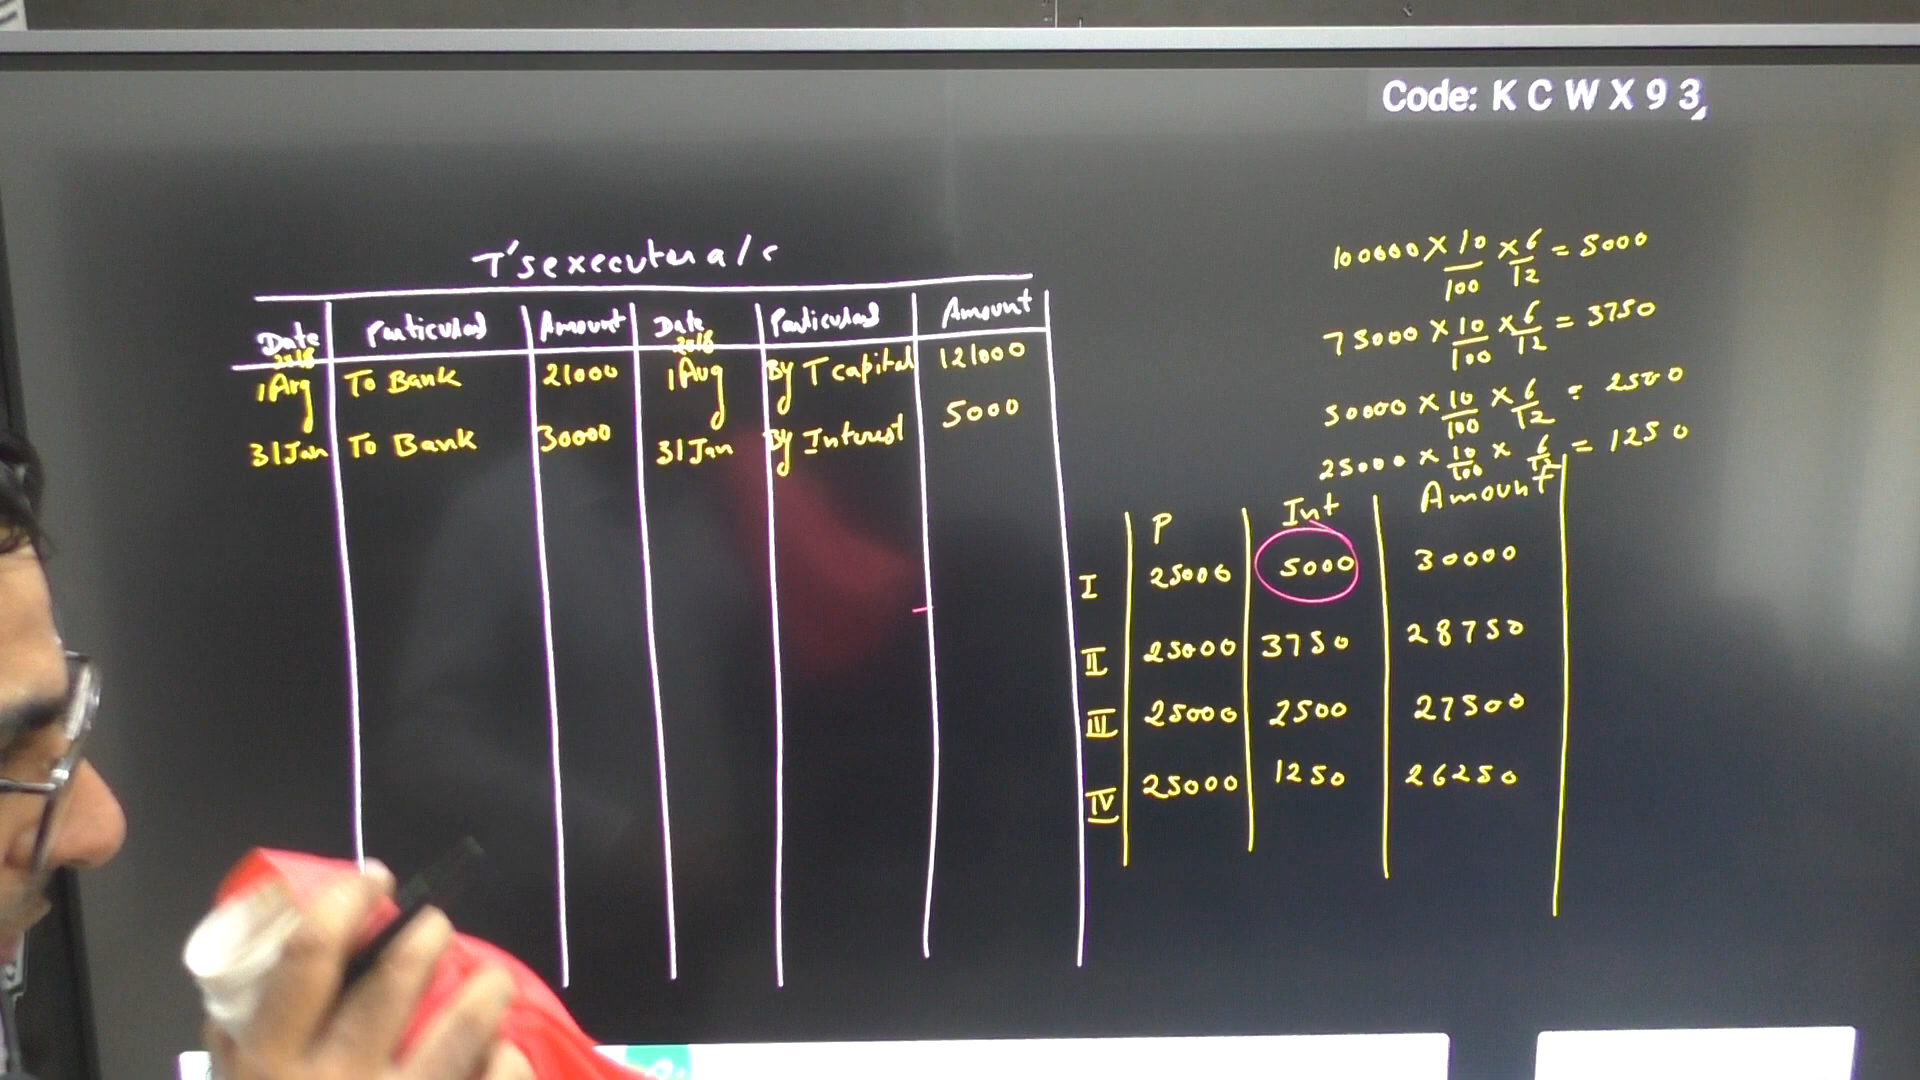 Code: K C W X 9 3
T's executer a/c
Date Particulars Amount Date Particulars Amount
2018 2018
1 Aug To Bank 21000 1 Aug By T capital 121000
31 Jan To Bank 30000 31 Jan By Interest 5000
100000 × 10/100 × 6/12 = 5000
75000 × 10/100 × 6/12 = 3750
50000 × 10/100 × 6/12 = 2500
25000 × 10/100 × 6/12 = 1250
P Int Amount
I 25000 5000 30000
II 25000 3750 28750
III 25000 2500 27500
IV 25000 1250 26250